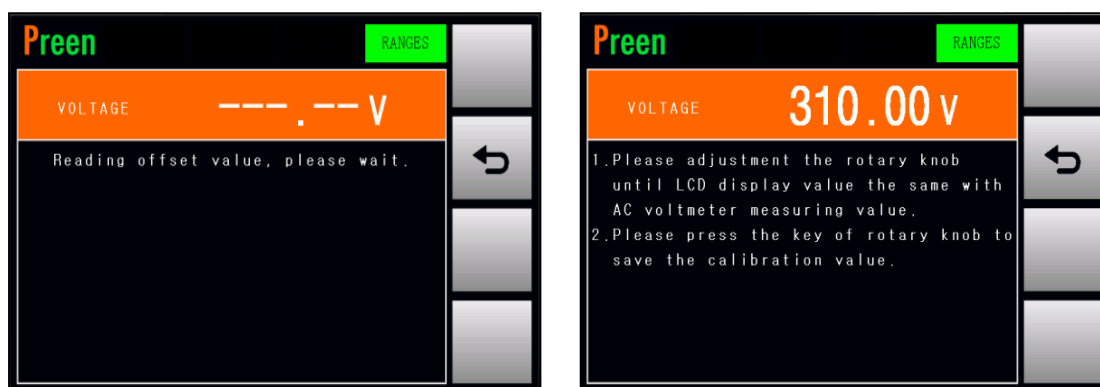 Preen
RANGES
VOLTAGE ---.-- V
Reading offset value, please wait.
Preen
RANGES
VOLTAGE 310.00 V
1.Please adjustment the rotary knob
until LCD display value the same with
AC voltmeter measuring value.
2.Please press the key of rotary knob to
save the calibration value.